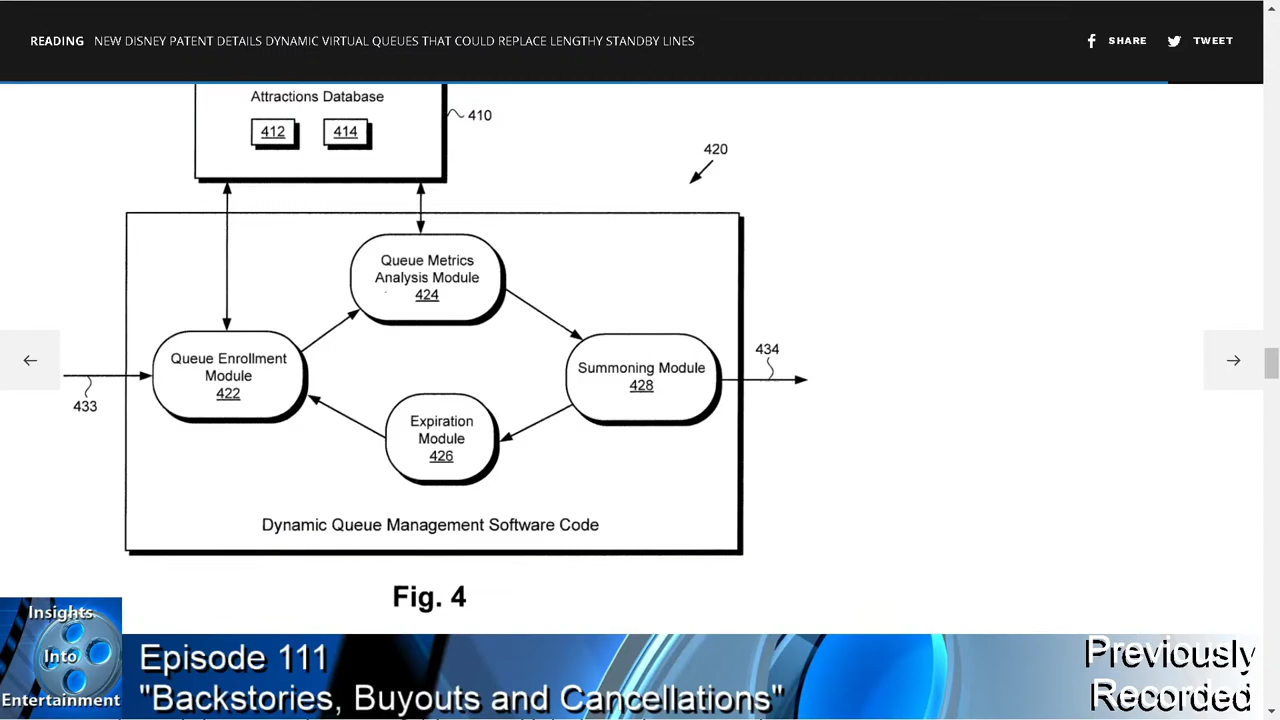 READING NEW DISNEY PATENT DETAILS DYNAMIC VIRTUAL QUEUES THAT COULD REPLACE LENGTHY STANDBY LINES
SHARE TWEET
Attractions Database
410
412 414
420
Queue Metrics
Analysis Module
424
Queue Enrollment
Module
422
433
Summoning Module
428
434
Expiration
Module
426
Dynamic Queue Management Software Code
Fig. 4
Insights
Into
Entertainment
Episode 111
"Backstories, Buyouts and Cancellations"
Previously
Recorded